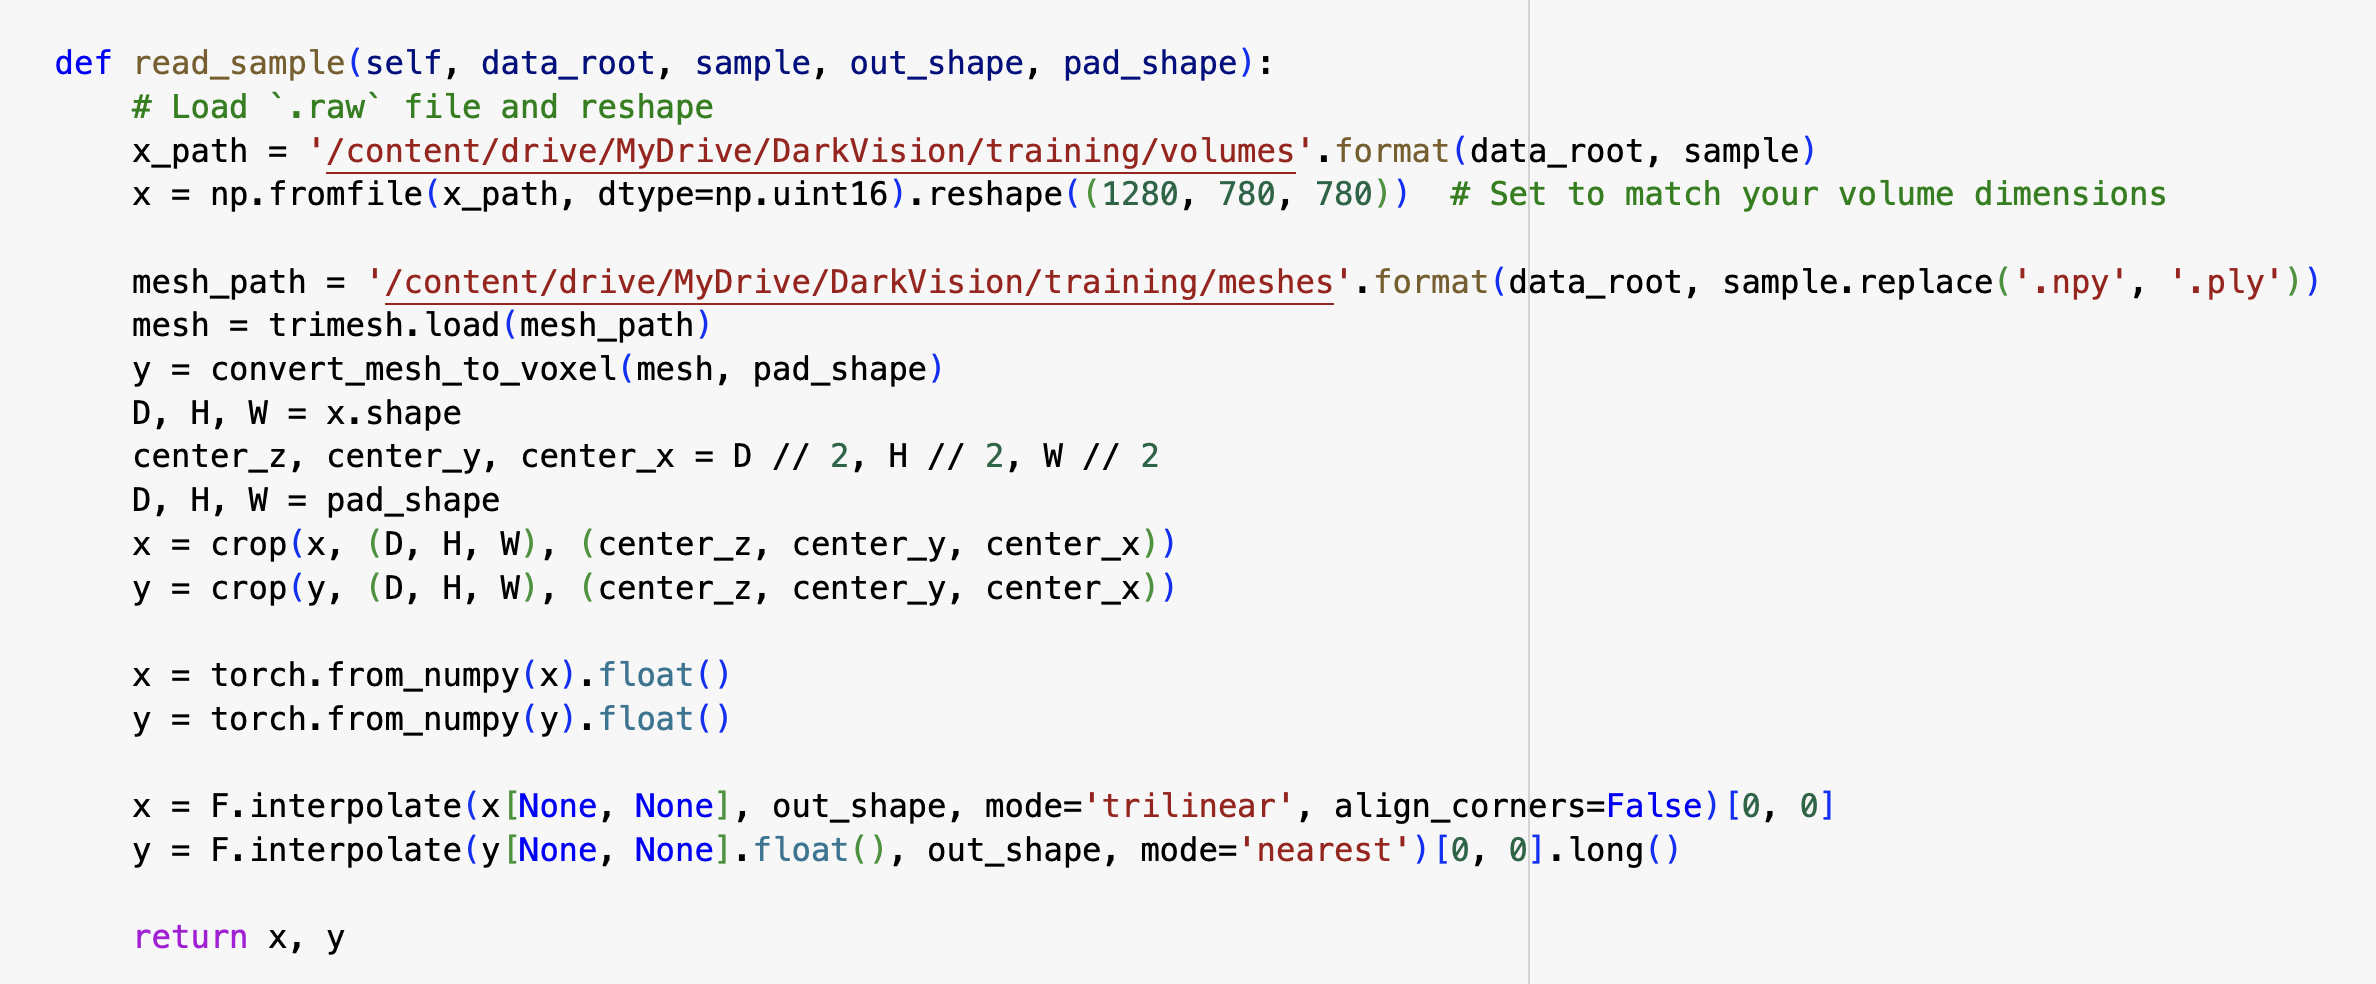 def read_sample(self, data_root, sample, out_shape, pad_shape):
    # Load `.raw` file and reshape
    x_path = '/content/drive/MyDrive/DarkVision/training/volumes'.format(data_root, sample)
    x = np.fromfile(x_path, dtype=np.uint16).reshape((1280, 780, 780))  # Set to match your volume dimensions

    mesh_path = '/content/drive/MyDrive/DarkVision/training/meshes'.format(data_root, sample.replace('.npy', '.ply'))
    mesh = trimesh.load(mesh_path)
    y = convert_mesh_to_voxel(mesh, pad_shape)
    D, H, W = x.shape
    center_z, center_y, center_x = D // 2, H // 2, W // 2
    D, H, W = pad_shape
    x = crop(x, (D, H, W), (center_z, center_y, center_x))
    y = crop(y, (D, H, W), (center_z, center_y, center_x))

    x = torch.from_numpy(x).float()
    y = torch.from_numpy(y).float()

    x = F.interpolate(x[None, None], out_shape, mode='trilinear', align_corners=False)[0, 0]
    y = F.interpolate(y[None, None].float(), out_shape, mode='nearest')[0, 0].long()

    return x, y